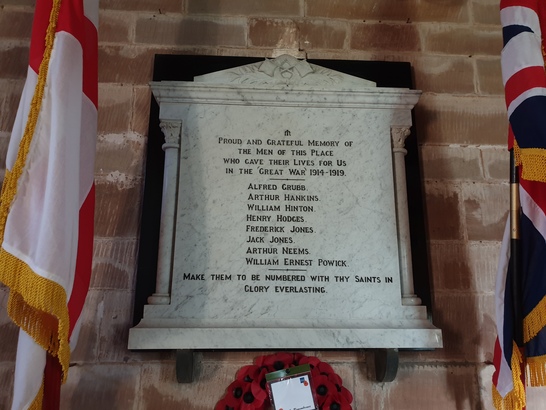 PROUD AND GRATEFUL MEMORY OF
THE MEN OF THIS PLACE
WHO GAVE THEIR LIVES FOR US
IN THE GREAT WAR 1914-1919.
ALFRED GRUBB.
ARTHUR HANKINS.
WILLIAM HINTON.
HENRY HODGES.
FREDERICK JONES.
JACK JONES.
ARTHUR NEEMS.
WILLIAM ERNEST POWICK.
MAKE THEM TO BE NUMBERED WITH THY SAINTS IN
GLORY EVERLASTING.